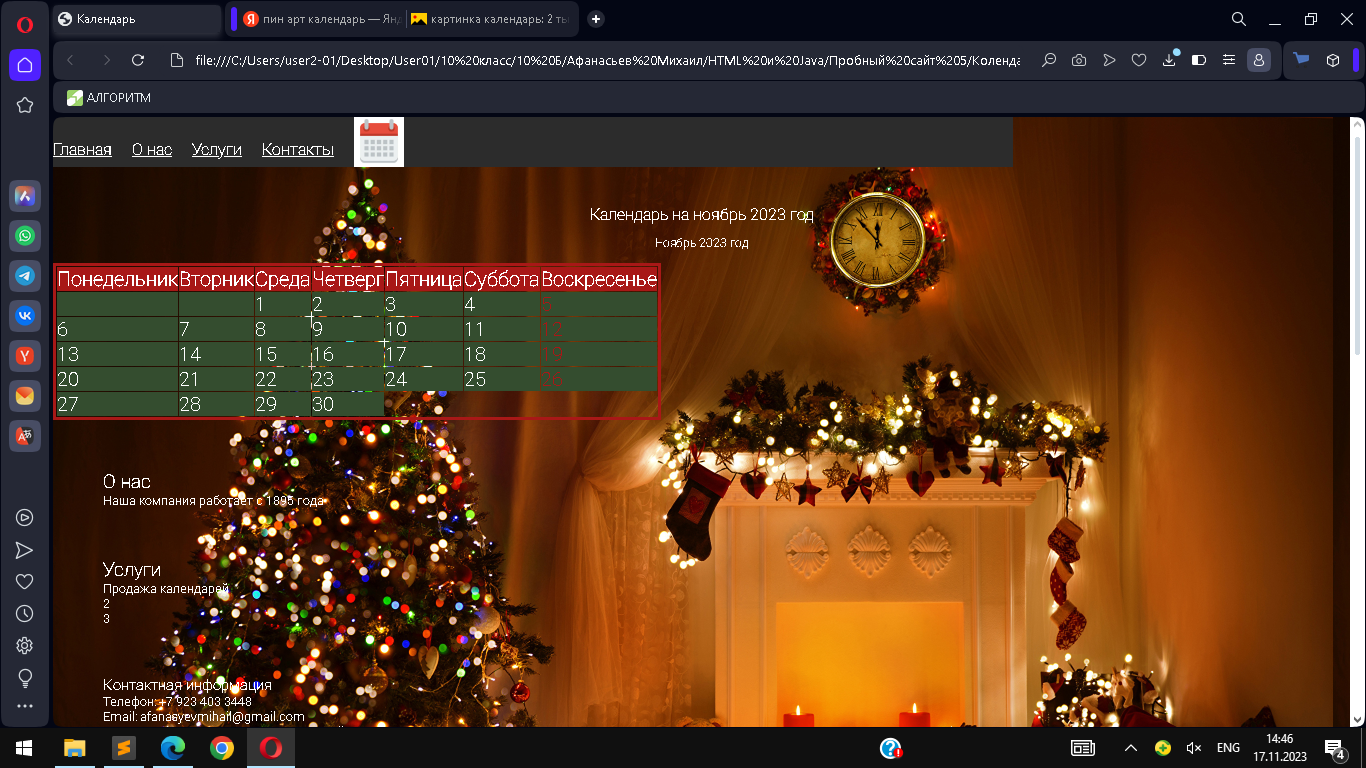 Календарь
пин арт календарь — Янд
картинка календарь: 2 ты
file:///C:/Users/user2-01/Desktop/User01/10%20класс/10%20Б/Афанасьев%20Михаил/HTML%20и%20Java/Пробный%20сайт%205/Коленда
АЛГОРИТМ
Главная О нас Услуги Контакты
Календарь на ноябрь 2023 год
Ноябрь 2023 год
Понедельник Вторник Среда Четверг Пятница Суббота Воскресенье
1 2 3 4 5
6 7 8 9 10 11 12
13 14 15 16 17 18 19
20 21 22 23 24 25 26
27 28 29 30
О нас
Наша компания работает с 1895 года
Услуги
Продажа календарей
2
3
Контактная информация
Телефон: +7 923 403 3448
Email: afanasyevmihail@gmail.com
ENG
14:46
17.11.2023
4